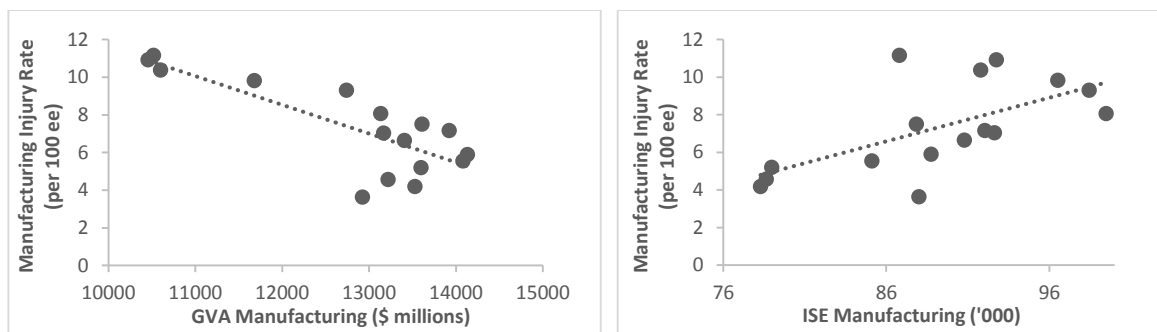 Manufacturing Injury Rate
(per 100 ee)
12
10
8
6
4
2
0
10000 11000 12000 13000 14000 15000
GVA Manufacturing ($ millions)
Manufacturing Injury Rate
(per 100 ee)
12
10
8
6
4
2
0
76 86 96
ISE Manufacturing ('000)